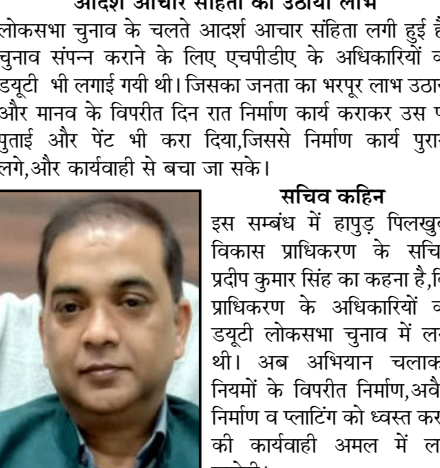 आदर्श आचार संहिता का उठाया लाभ
लोकसभा चुनाव के चलते आदर्श आचार संहिता लगी हुई है
चुनाव संपन्न कराने के लिए एचपीडीए के अधिकारियों
डयूटी भी लगाई गयी थी। जिसका जनता का भरपूर लाभ उठा
और मानव के विपरीत दिन रात निर्माण कार्य कराकर उस प
पुताई और पेंट भी करा दिया,जिससे निर्माण कार्य पुरा
लगे,और कार्यवाही से बचा जा सके।
सचिव कहिन
इस सम्बंध में हापुड़ पिलखु
विकास प्राधिकरण के सचि
प्रदीप कुमार सिंह का कहना है,
प्राधिकरण के अधिकारियों
डयूटी लोकसभा चुनाव में ल
थी। अब अभियान चलाक
नियमों के विपरीत निर्माण,अवै
निर्माण व प्लाटिंग को ध्वस्त कर
की कार्यवाही अमल में ल